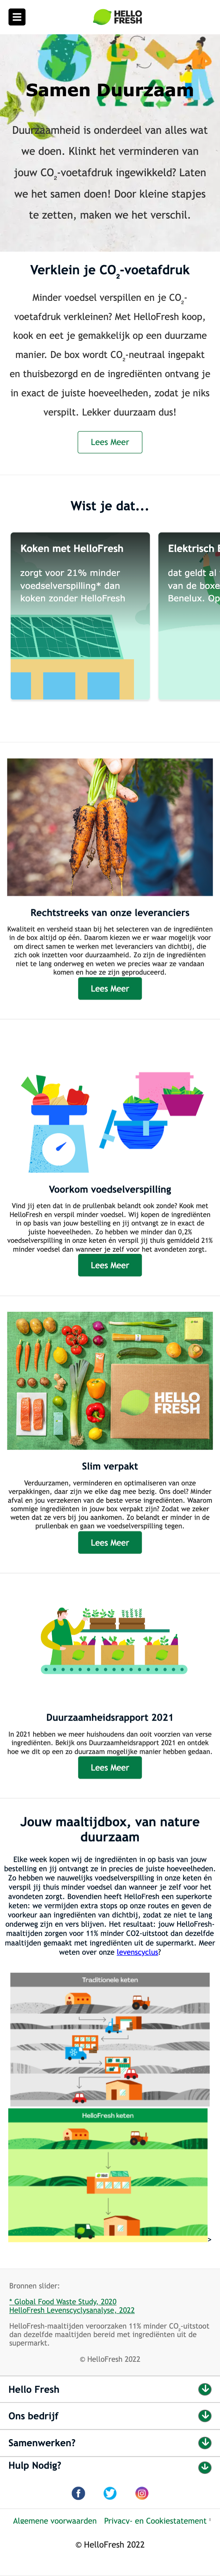 HELLO
FRESH
Samen Duurzaam
Duurzaamheid is onderdeel van alles wat
we doen. Klinkt het verminderen van
jouw CO2-voetafdruk ingewikkeld? Laten
we het samen doen! Door kleine stapjes
te zetten, maken we het verschil.
Verklein je CO2-voetafdruk
Minder voedsel verspillen en je CO2-
voetafdruk verkleinen? Met HelloFresh koop,
kook en eet je gemakkelijk op een duurzame
manier. De box wordt CO2-neutraal ingepakt
en thuisbezorgd en de ingrediënten ontvang je
in exact de juiste hoeveelheden, zodat je niks
verspilt. Lekker duurzaam dus!
Lees Meer
Wist je dat...
Koken met HelloFresh
zorgt voor 21% minder
voedselverspilling* dan
koken zonder HelloFresh
Elektrisch
dat geldt al
van de boxe
Benelux. Op
Rechtstreeks van onze leveranciers
Kwaliteit en versheid staan bij het selecteren van de ingrediënten
in de box altijd op één. Daarom kiezen we er waar mogelijk voor
om direct samen te werken met leveranciers van dichtbij, die
zich ook inzetten voor duurzaamheid. Zo zijn de ingrediënten
niet te lang onderweg en weten we precies waar ze vandaan
komen en hoe ze zijn geproduceerd.
Lees Meer
Voorkom voedselverspilling
Vind jij eten dat in de prullenbak belandt ook zonde? Kook met
HelloFresh en verspil minder voedsel. Wij kopen de ingrediënten
in op basis van jouw bestelling en jij ontvangt ze in exact de
juiste hoeveelheden. Zo hebben we minder dan 0,2%
voedselverspilling in onze keten én verspil jij thuis gemiddeld 21%
minder voedsel dan wanneer je zelf voor het avondeten zorgt.
Lees Meer
HELLO
FRESH
Slim verpakt
Verduurzamen, verminderen en optimaliseren van onze
verpakkingen, daar zijn we elke dag mee bezig. Ons doel? Minder
afval en jou verzekeren van de beste verse ingrediënten. Waarom
sommige ingrediënten in jouw box verpakt zijn? Zodat we zeker
weten dat ze vers bij jou aankomen. Zo belandt er minder in de
prullenbak en gaan we voedselverspilling tegen.
Lees Meer
Duurzaamheidsrapport 2021
In 2021 hebben we meer huishoudens dan ooit voorzien van verse
ingrediënten. Bekijk ons Duurzaamheidsrapport 2021 en ontdek
hoe we dit op een zo duurzaam mogelijke manier hebben gedaan.
Lees Meer
Jouw maaltijdbox, van nature
duurzaam
Elke week kopen wij de ingrediënten in op basis van jouw
bestelling en jij ontvangt ze in precies de juiste hoeveelheden.
Zo hebben we nauwelijks voedselverspilling in onze keten én
verspil jij thuis minder voedsel dan wanneer je zelf voor het
avondeten zorgt. Bovendien heeft HelloFresh een superkorte
keten: we vermijden extra stops op onze routes en geven de
voorkeur aan ingrediënten van dichtbij, zodat ze niet te lang
onderweg zijn en vers blijven. Het resultaat: jouw HelloFresh-
maaltijden zorgen voor 11% minder CO2-uitstoot dan dezelfde
maaltijden gemaakt met ingrediënten uit de supermarkt. Meer
weten over onze levenscyclus?
Traditionele keten
HelloFresh keten
>
Bronnen slider:
* Global Food Waste Study, 2020
HelloFresh Levenscyclysanalyse, 2022
HelloFresh-maaltijden veroorzaken 11% minder CO2-uitstoot
dan dezelfde maaltijden bereid met ingrediënten uit de
supermarkt.
© HelloFresh 2022
Hello Fresh
Ons bedrijf
Samenwerken?
Hulp Nodig?
Algemene voorwaarden Privacy- en Cookiestatement
© HelloFresh 2022